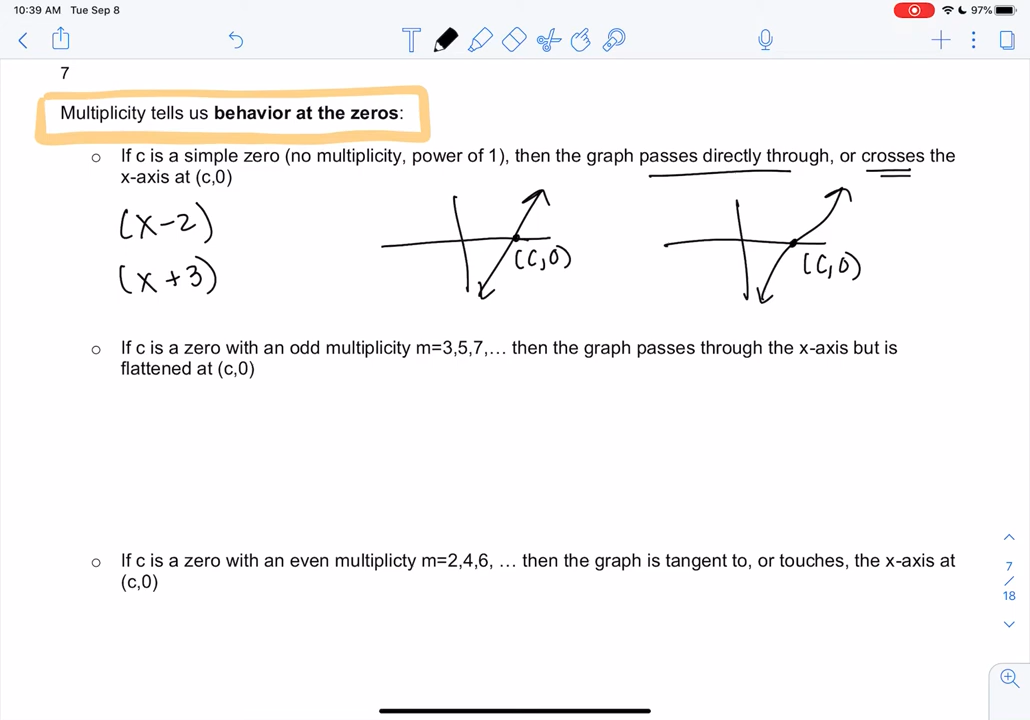 10:39 AM Tue Sep 8
97%
7
Multiplicity tells us behavior at the zeros:
o If c is a simple zero (no multiplicity, power of 1), then the graph passes directly through, or crosses the
x-axis at (c,0)
(x-2)
(x+3)
(C,0)
(C,0)
o If c is a zero with an odd multiplicity m=3,5,7,… then the graph passes through the x-axis but is
flattened at (c,0)
o If c is a zero with an even multiplicty m=2,4,6, … then the graph is tangent to, or touches, the x-axis at
(c,0)
7
/
18